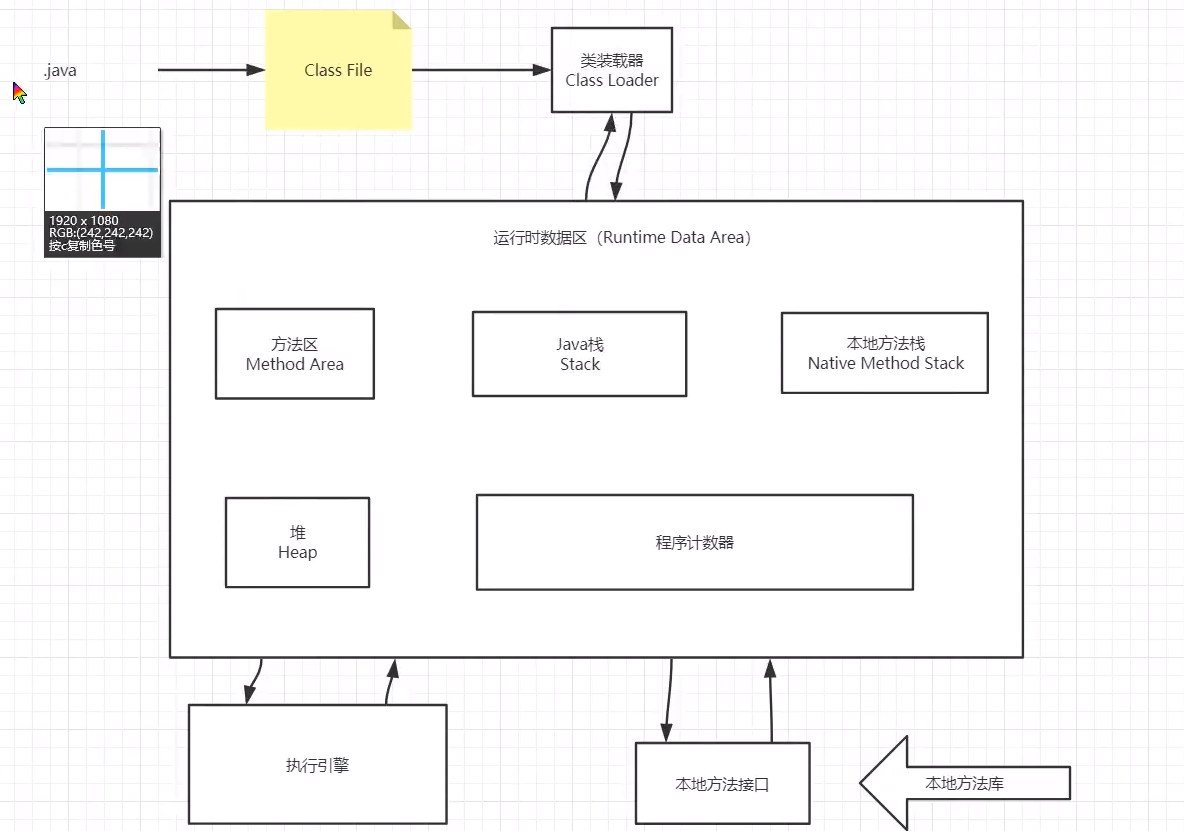 .java
Class File
类装载器
Class Loader
1920 x 1080
RGB:(242,242,242)
按c复制色号
运行时数据区（Runtime Data Area）
方法区
Method Area
Java栈
Stack
本地方法栈
Native Method Stack
堆
Heap
程序计数器
执行引擎
本地方法接口
本地方法库